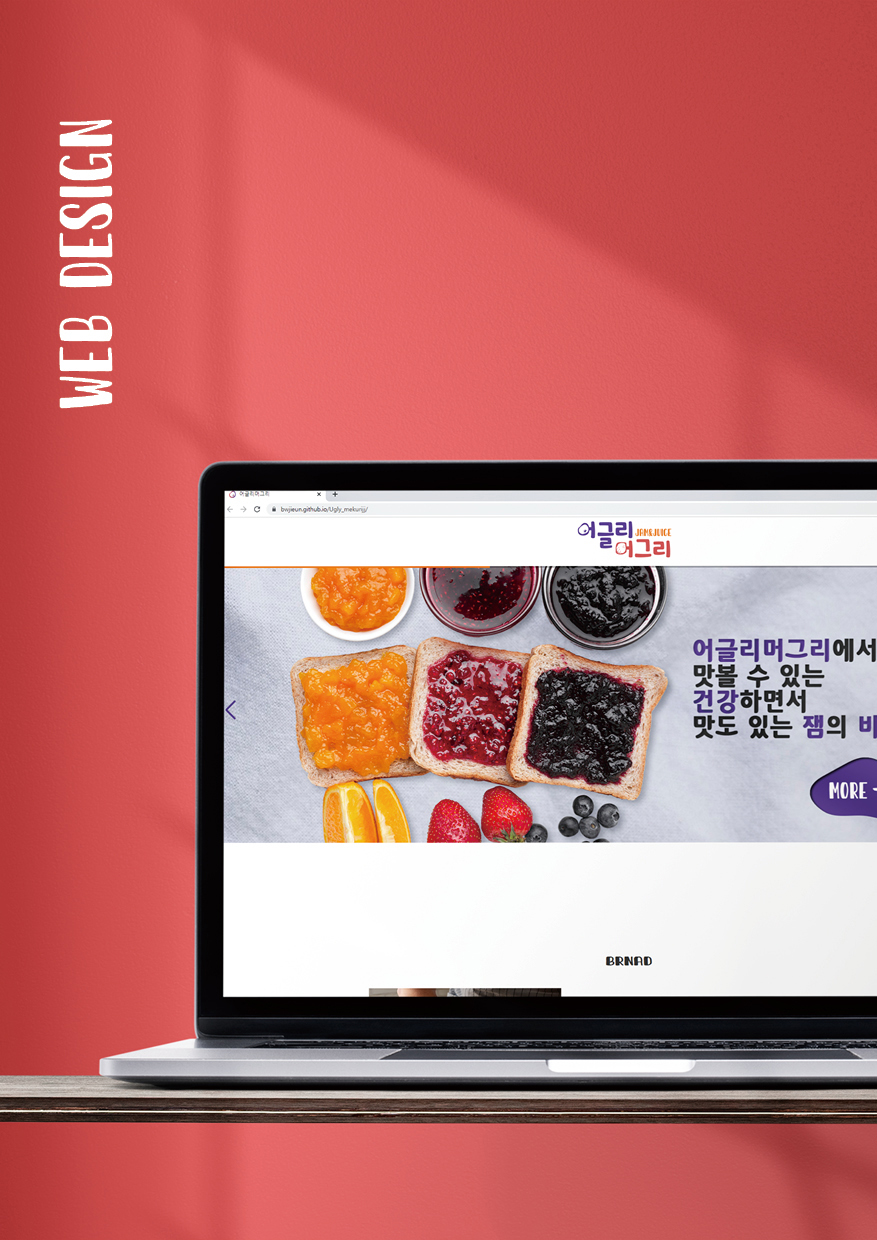 WEB DESIGN
어글리머그리
bwjieun.github.io/Ugly_mekurijj/
어글리 JAM&JUICE
어그리
어글리머그리에서
맛볼 수 있는
건강하면서
맛도 있는 잼의 비
MORE
BRNAD